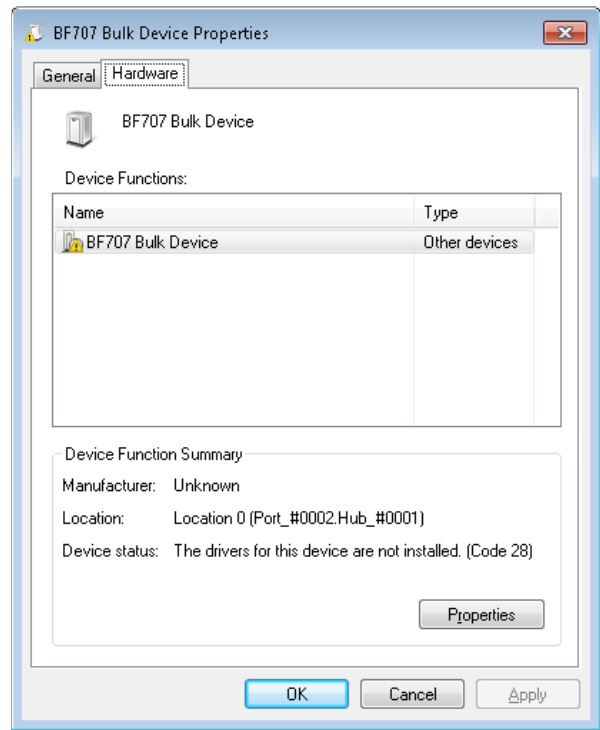 BF707 Bulk Device Properties
General Hardware
BF707 Bulk Device
Device Functions:
Name Type
BF707 Bulk Device Other devices
Device Function Summary
Manufacturer: Unknown
Location: Location 0 (Port_#0002.Hub_#0001)
Device status: The drivers for this device are not installed. (Code 28)
Properties
OK Cancel Apply